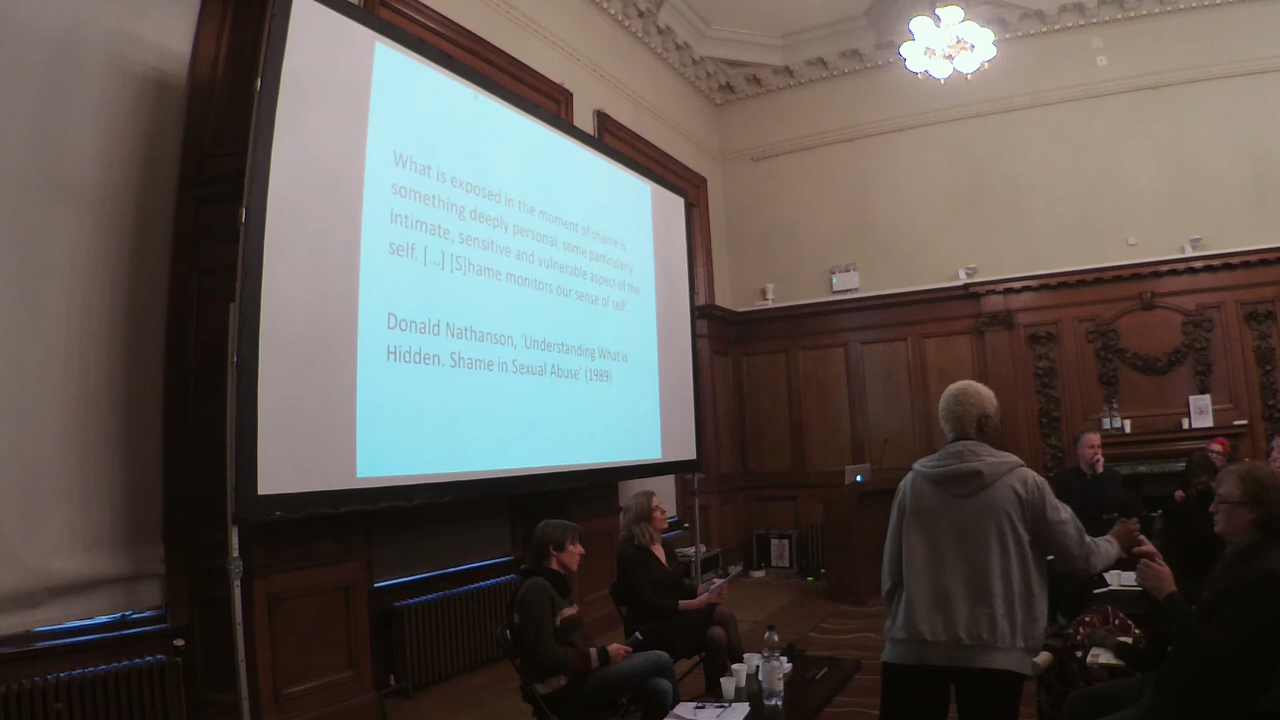 What is exposed in the moment of shame is
something deeply personal, some particularly
intimate, sensitive and vulnerable aspect of the
self. [...] [S]hame monitors our sense of self'
Donald Nathanson, 'Understanding What is
Hidden. Shame in Sexual Abuse' (1989)